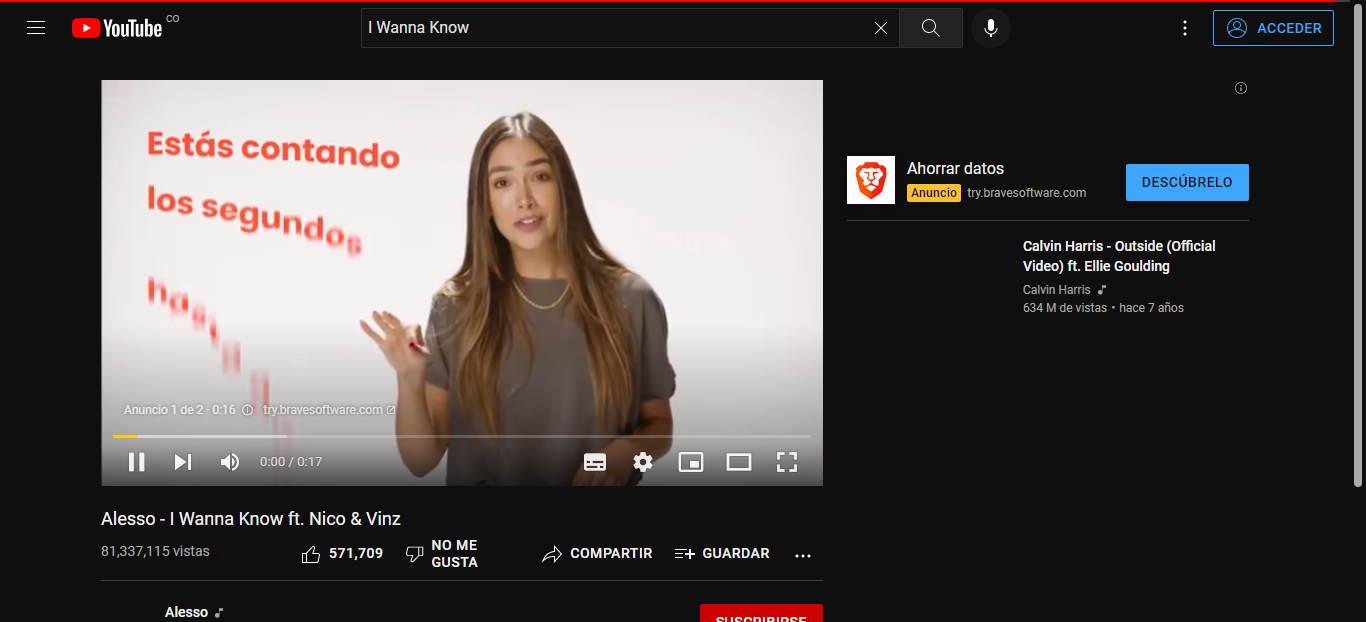 YouTube CO
I Wanna Know
ACCEDER
Estás contando
los segundos
Anuncio 1 de 2 · 0:16 try.bravesoftware.com
0:00 / 0:17
Alesso - I Wanna Know ft. Nico & Vinz
81,337,115 vistas
571,709
NO ME
GUSTA
COMPARTIR
GUARDAR
Alesso
SUSCRIBIRSE
Ahorrar datos
Anuncio try.bravesoftware.com
DESCÚBRELO
Calvin Harris - Outside (Official
Video) ft. Ellie Goulding
Calvin Harris
634 M de vistas • hace 7 años